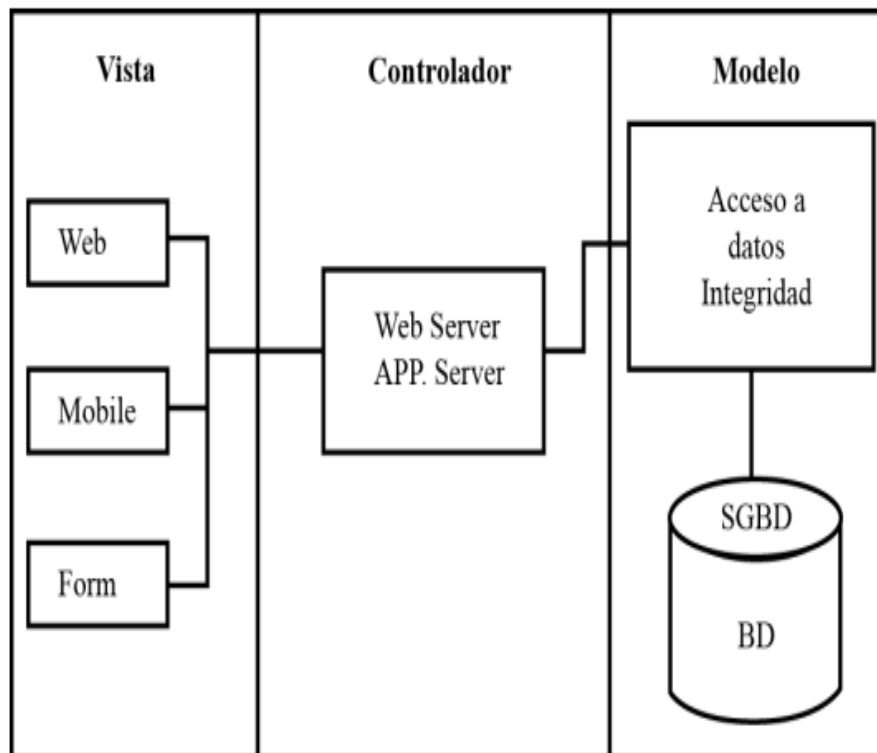 Vista
Controlador
Modelo
Web
Mobile
Form
Web Server
APP. Server
Acceso a
datos
Integridad
SGBD
BD